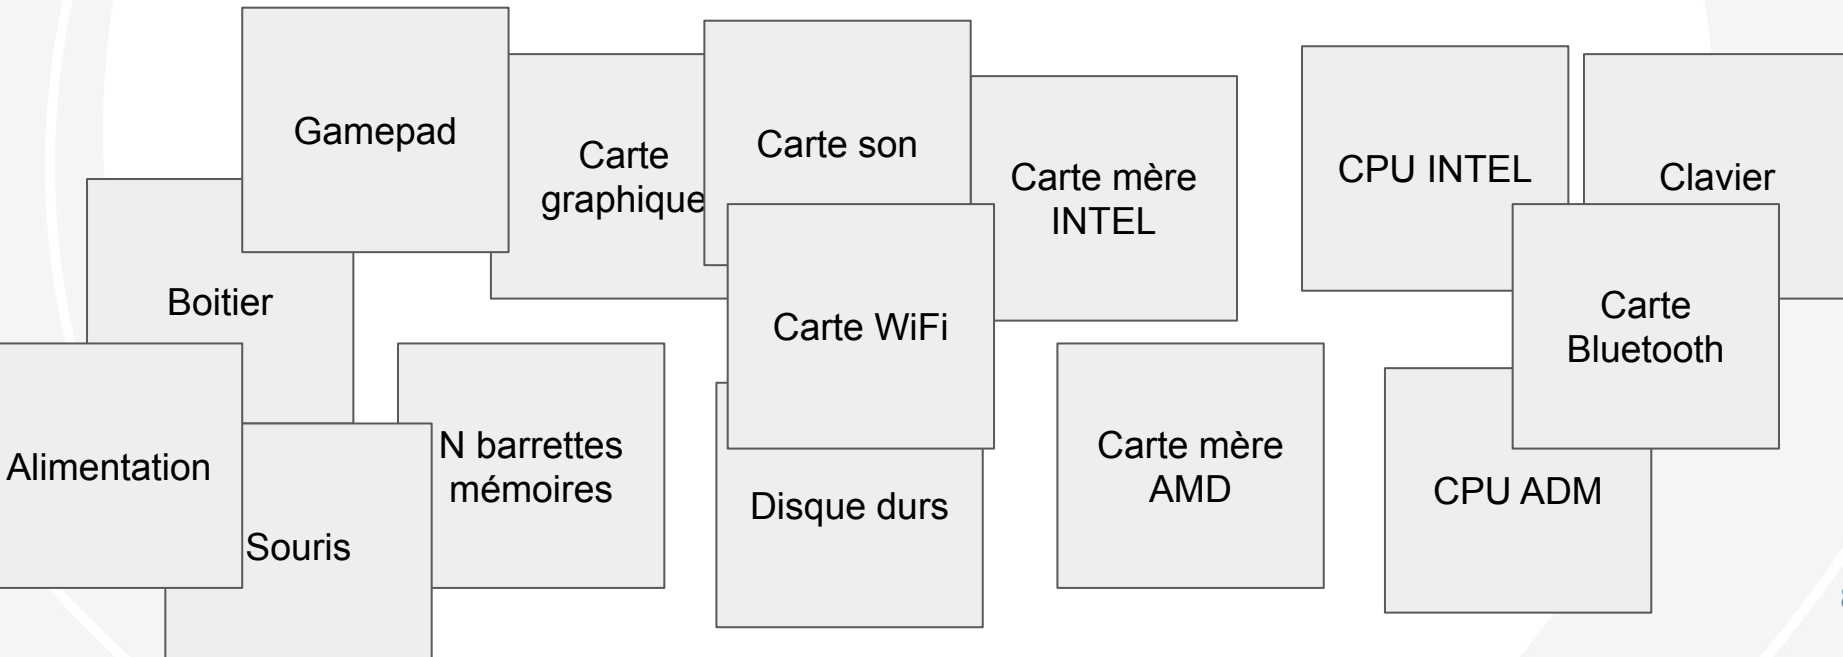 Gamepad
Carte
graphique
Carte son
Carte mère
INTEL
CPU INTEL
Clavier
Boitier
Carte WiFi
Carte
Bluetooth
Alimentation
Souris
N barrettes
mémoires
Disque durs
Carte mère
AMD
CPU ADM